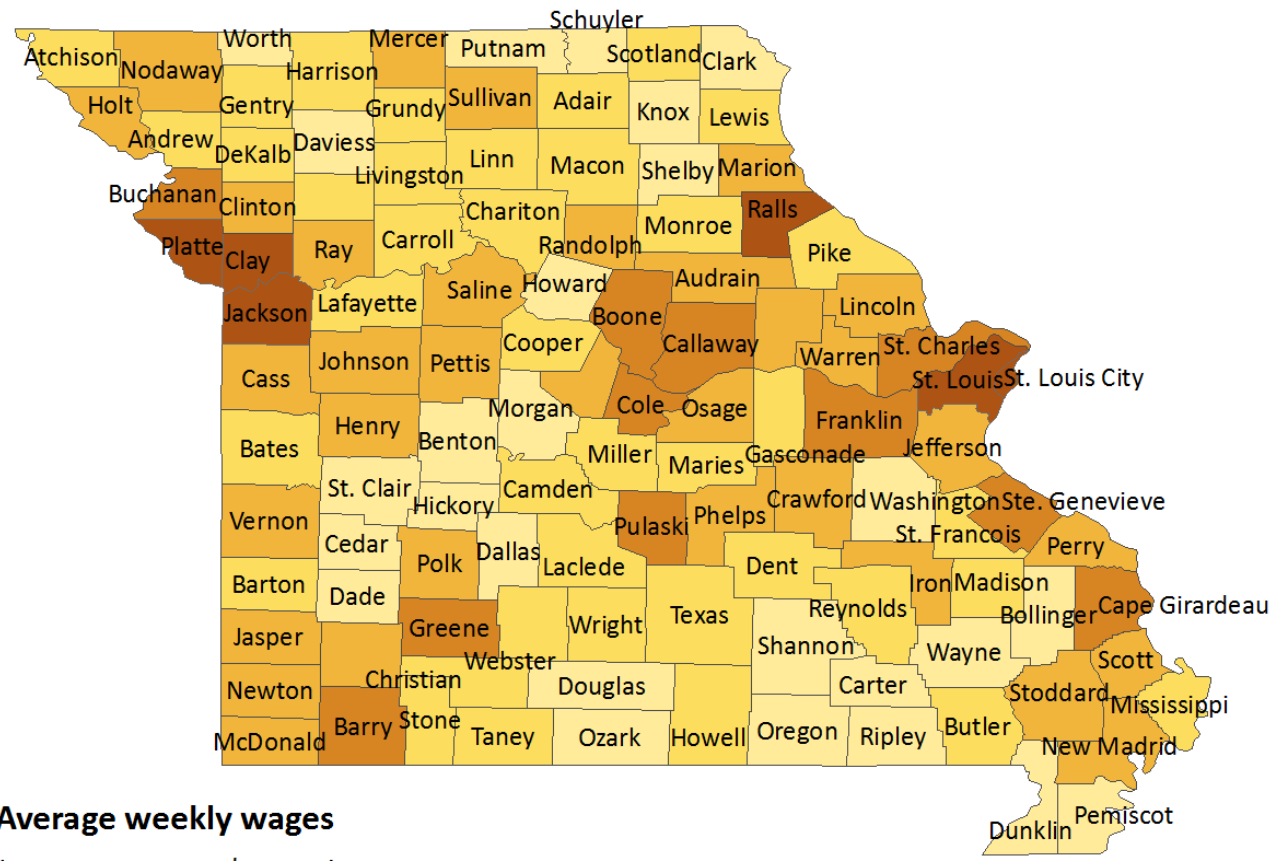 Schuyler
Worth
Mercer
Putnam
Scotland
Clark
Atchison
Nodaway
Harrison
Holt
Gentry
Grundy
Sullivan
Adair
Knox
Lewis
Andrew
DeKalb
Daviess
Livingston
Linn
Macon
Shelby
Marion
Buchanan
Clinton
Chariton
Monroe
Ralls
Platte
Clay
Ray
Carroll
Randolph
Pike
Jackson
Lafayette
Saline
Howard
Audrain
Lincoln
Boone
Callaway
Cooper
Warren
St. Charles
Cass
Johnson
Pettis
St. Louis
St. Louis City
Morgan
Cole
Osage
Franklin
Henry
Benton
Bates
Miller
Maries
Gasconade
Jefferson
St. Clair
Hickory
Camden
Crawford
Washington
Ste. Genevieve
Vernon
Pulaski
Phelps
St. Francois
Cedar
Polk
Dallas
Laclede
Dent
Perry
Barton
Dade
Iron
Madison
Reynolds
Bollinger
Cape Girardeau
Jasper
Greene
Wright
Texas
Shannon
Wayne
Webster
Scott
Newton
Christian
Douglas
Carter
Stoddard
Mississippi
McDonald
Barry
Stone
Taney
Ozark
Howell
Oregon
Ripley
Butler
New Madrid
Pemiscot
Dunklin
Average weekly wages